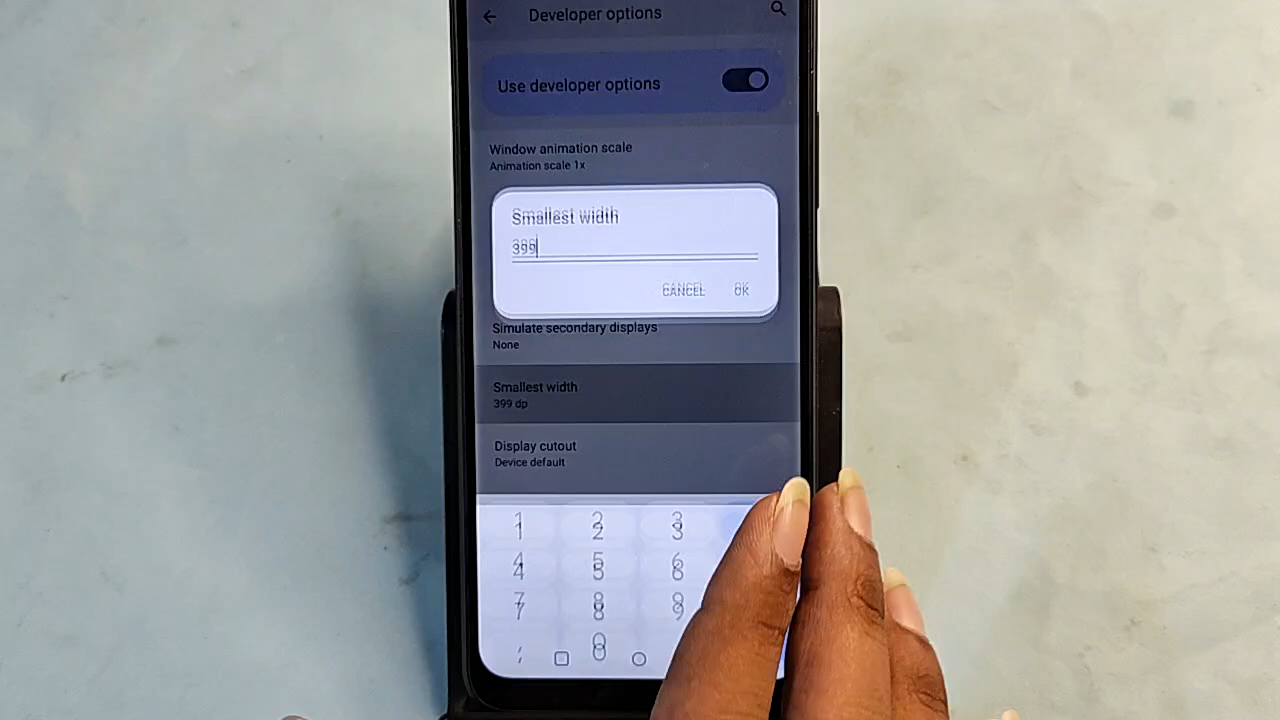 Developer options
Use developer options
Window animation scale
Animation scale 1x
Smallest width
399
CANCEL OK
Simulate secondary displays
None
Smallest width
399 dp
Display cutout
Device default
1 2 3
4 5 6
7 8 9
0